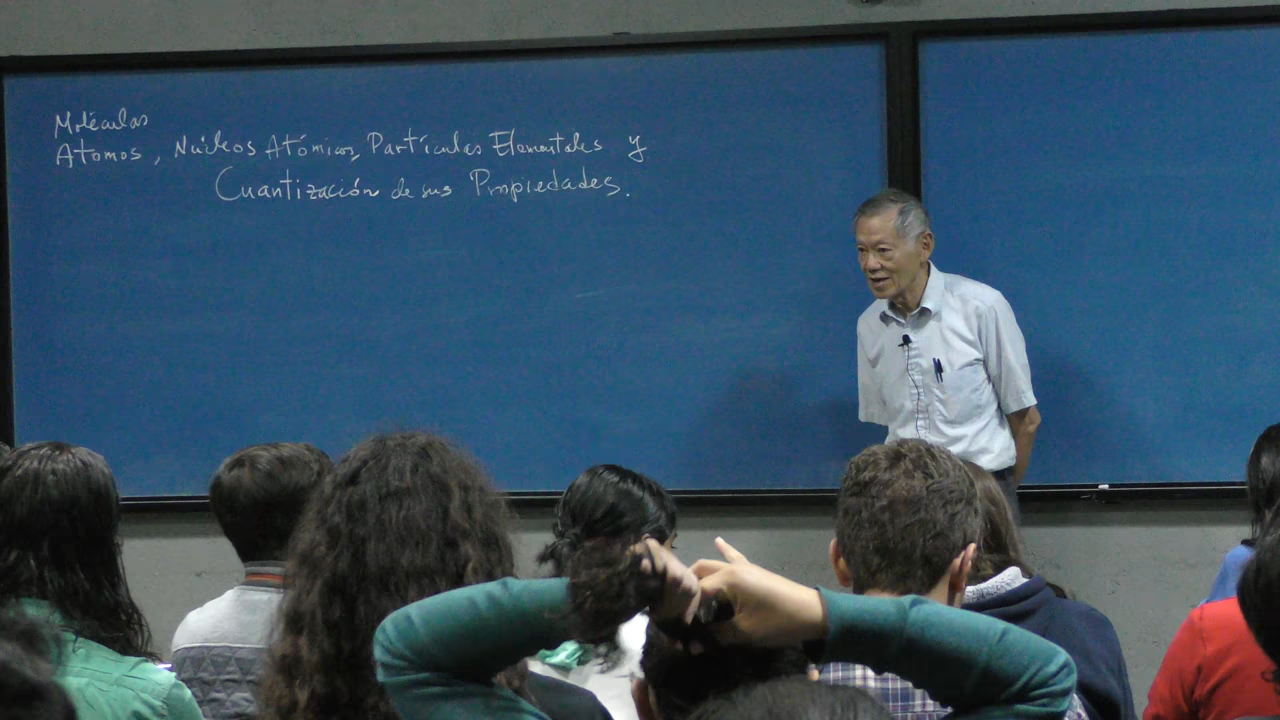 Moléculas
Atomos, Núcleos Atómicos, Partículas Elementales y
Cuantización de sus Propiedades.